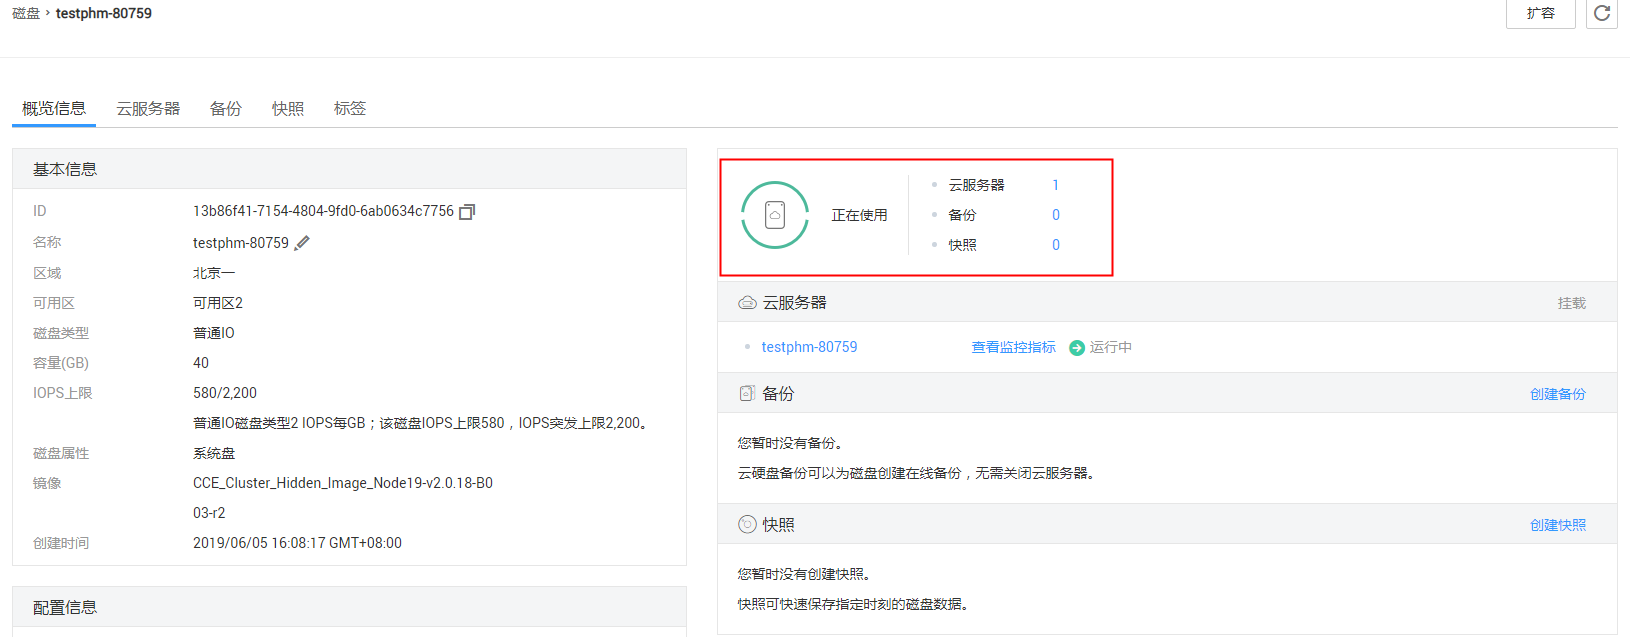 磁盘 › testphm-80759
扩容
概览信息 云服务器 备份 快照 标签
基本信息
ID 13b86f41-7154-4804-9fd0-6ab0634c7756
名称 testphm-80759
区域 北京一
可用区 可用区2
磁盘类型 普通IO
容量(GB) 40
IOPS上限 580/2,200
普通IO磁盘类型2 IOPS每GB；该磁盘IOPS上限580，IOPS突发上限2,200。
磁盘属性 系统盘
镜像 CCE_Cluster_Hidden_Image_Node19-v2.0.18-B0
03-r2
创建时间 2019/06/05 16:08:17 GMT+08:00
配置信息
正在使用
云服务器 1
备份 0
快照 0
云服务器 挂载
testphm-80759 查看监控指标 运行中
备份 创建备份
您暂时没有备份。
云硬盘备份可以为磁盘创建在线备份，无需关闭云服务器。
快照 创建快照
您暂时没有创建快照。
快照可快速保存指定时刻的磁盘数据。